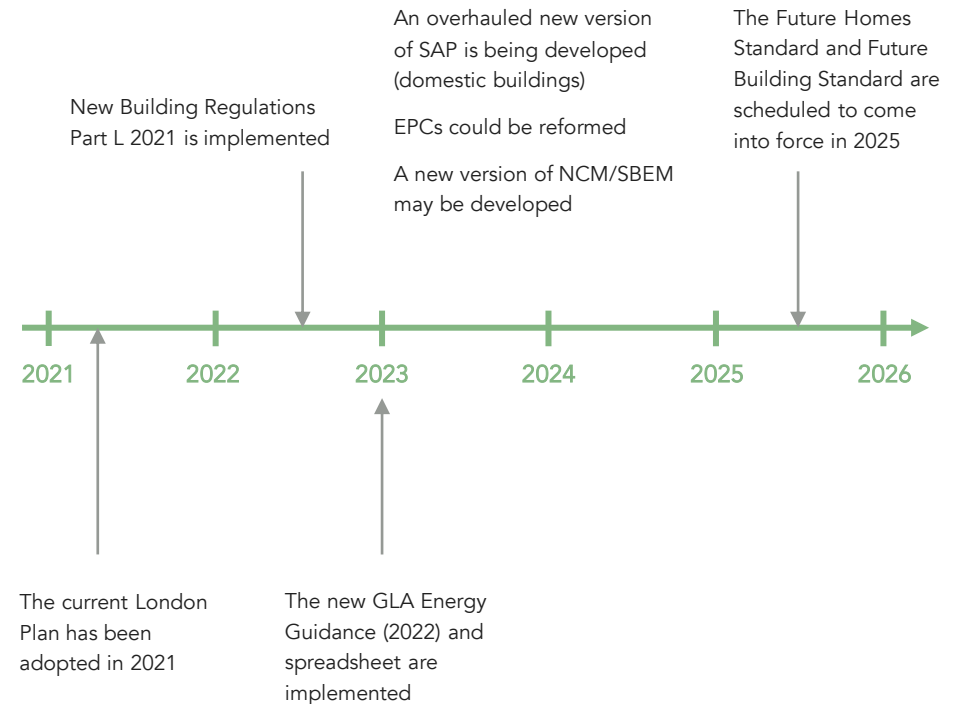 An overhauled new version
of SAP is being developed
(domestic buildings)
EPCs could be reformed
A new version of NCM/SBEM
may be developed
The Future Homes
Standard and Future
Building Standard are
scheduled to come
into force in 2025
New Building Regulations
Part L 2021 is implemented
2021
2022
2023
2024
2025
2026
The current London
Plan has been
adopted in 2021
The new GLA Energy
Guidance (2022) and
spreadsheet are
implemented